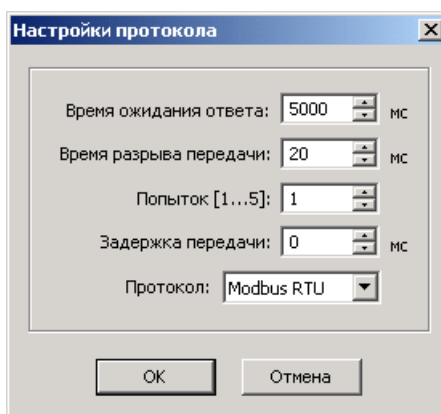 Настройки протокола
Время ожидания ответа: 5000 мс
Время разрыва передачи: 20 мс
Попыток [1...5]: 1
Задержка передачи: 0 мс
Протокол: Modbus RTU
OK Отмена